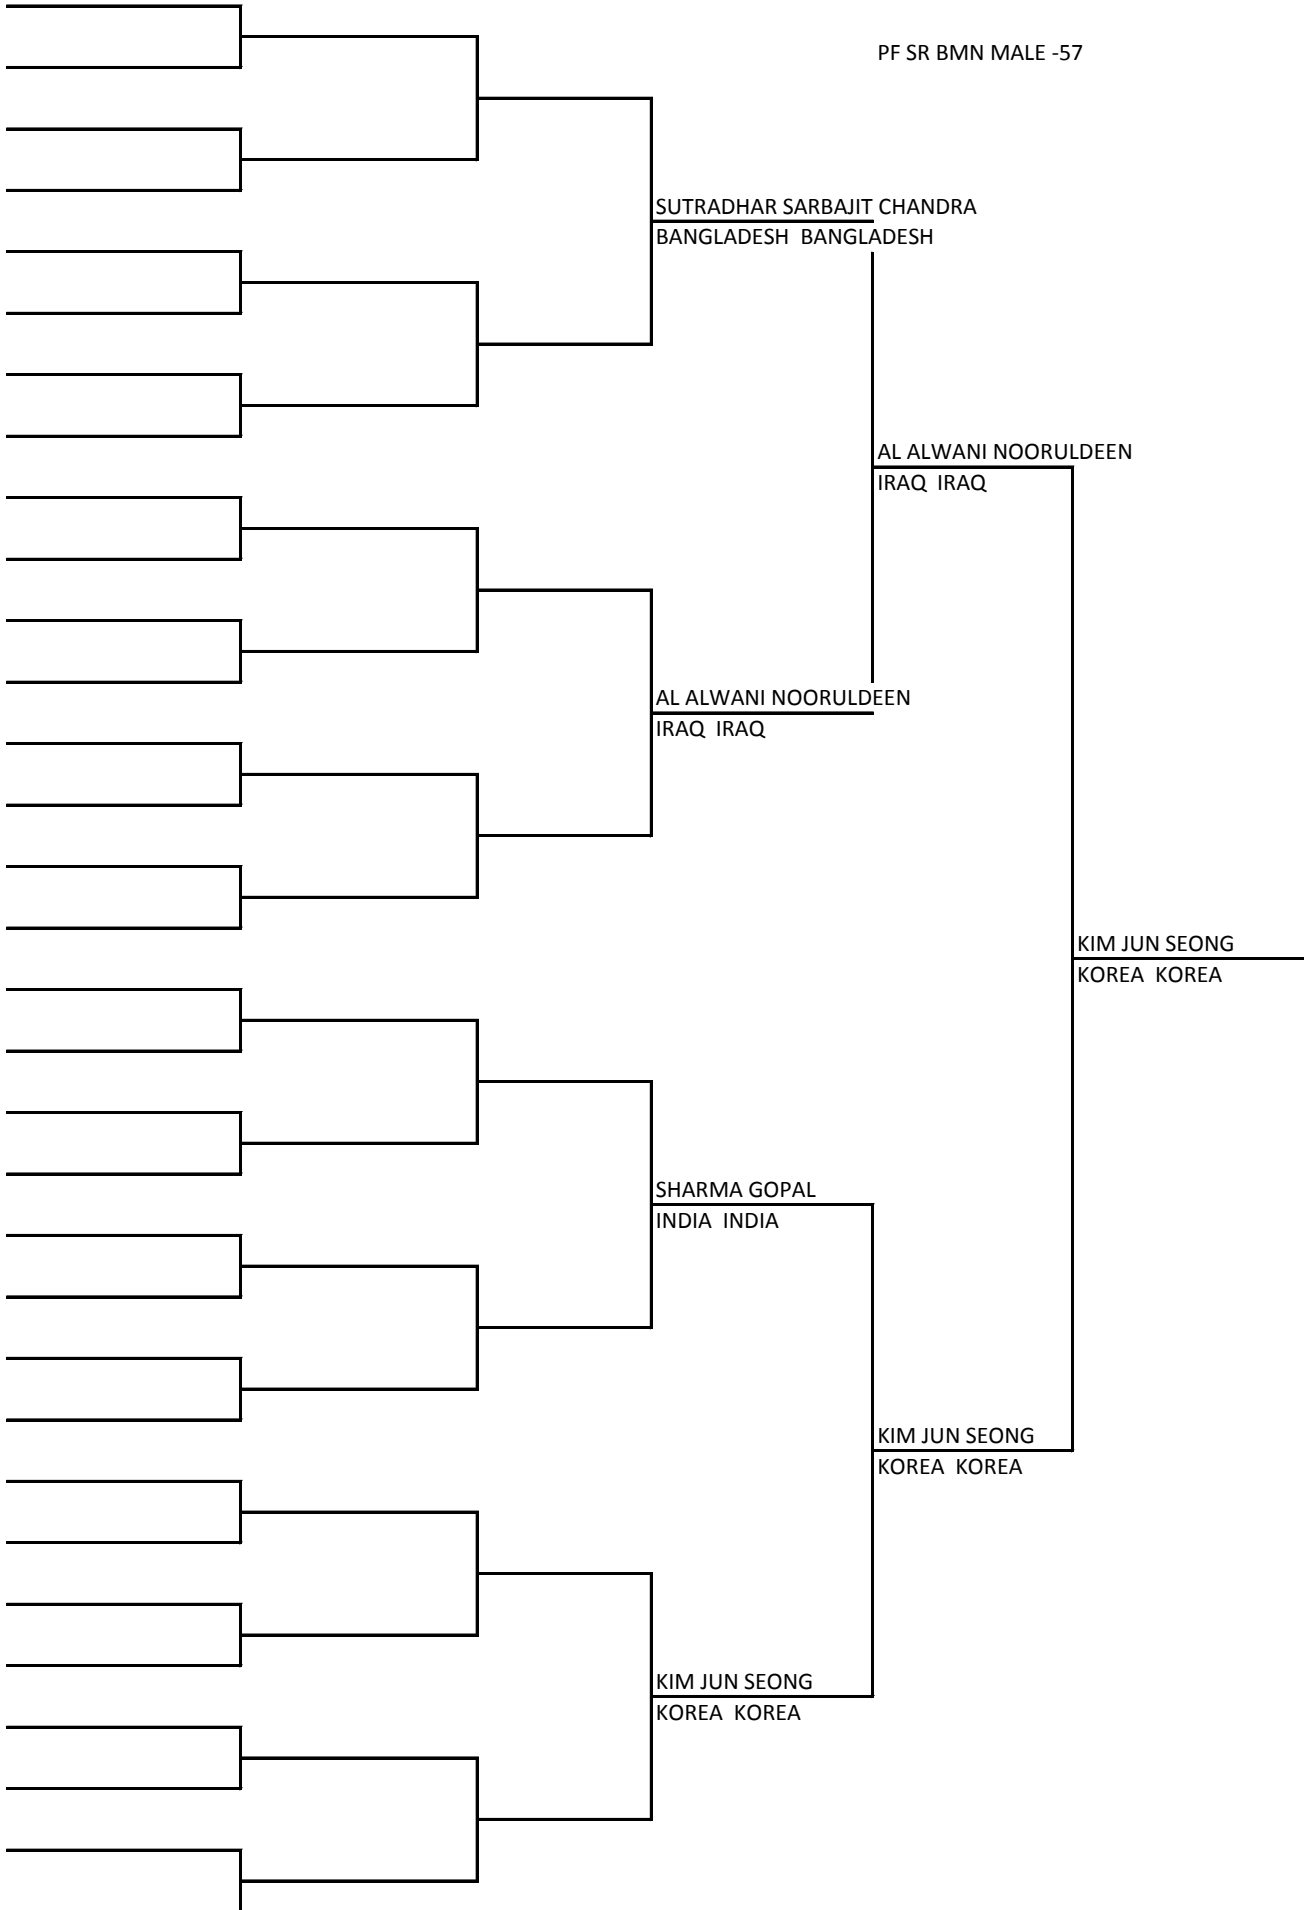 PF SR BMN MALE -57
SUTRADHAR SARBAJIT CHANDRA
BANGLADESH  BANGLADESH
AL ALWANI NOORULDEEN
IRAQ  IRAQ
AL ALWANI NOORULDEEN
IRAQ  IRAQ
KIM JUN SEONG
KOREA  KOREA
SHARMA GOPAL
INDIA  INDIA
KIM JUN SEONG
KOREA  KOREA
KIM JUN SEONG
KOREA  KOREA